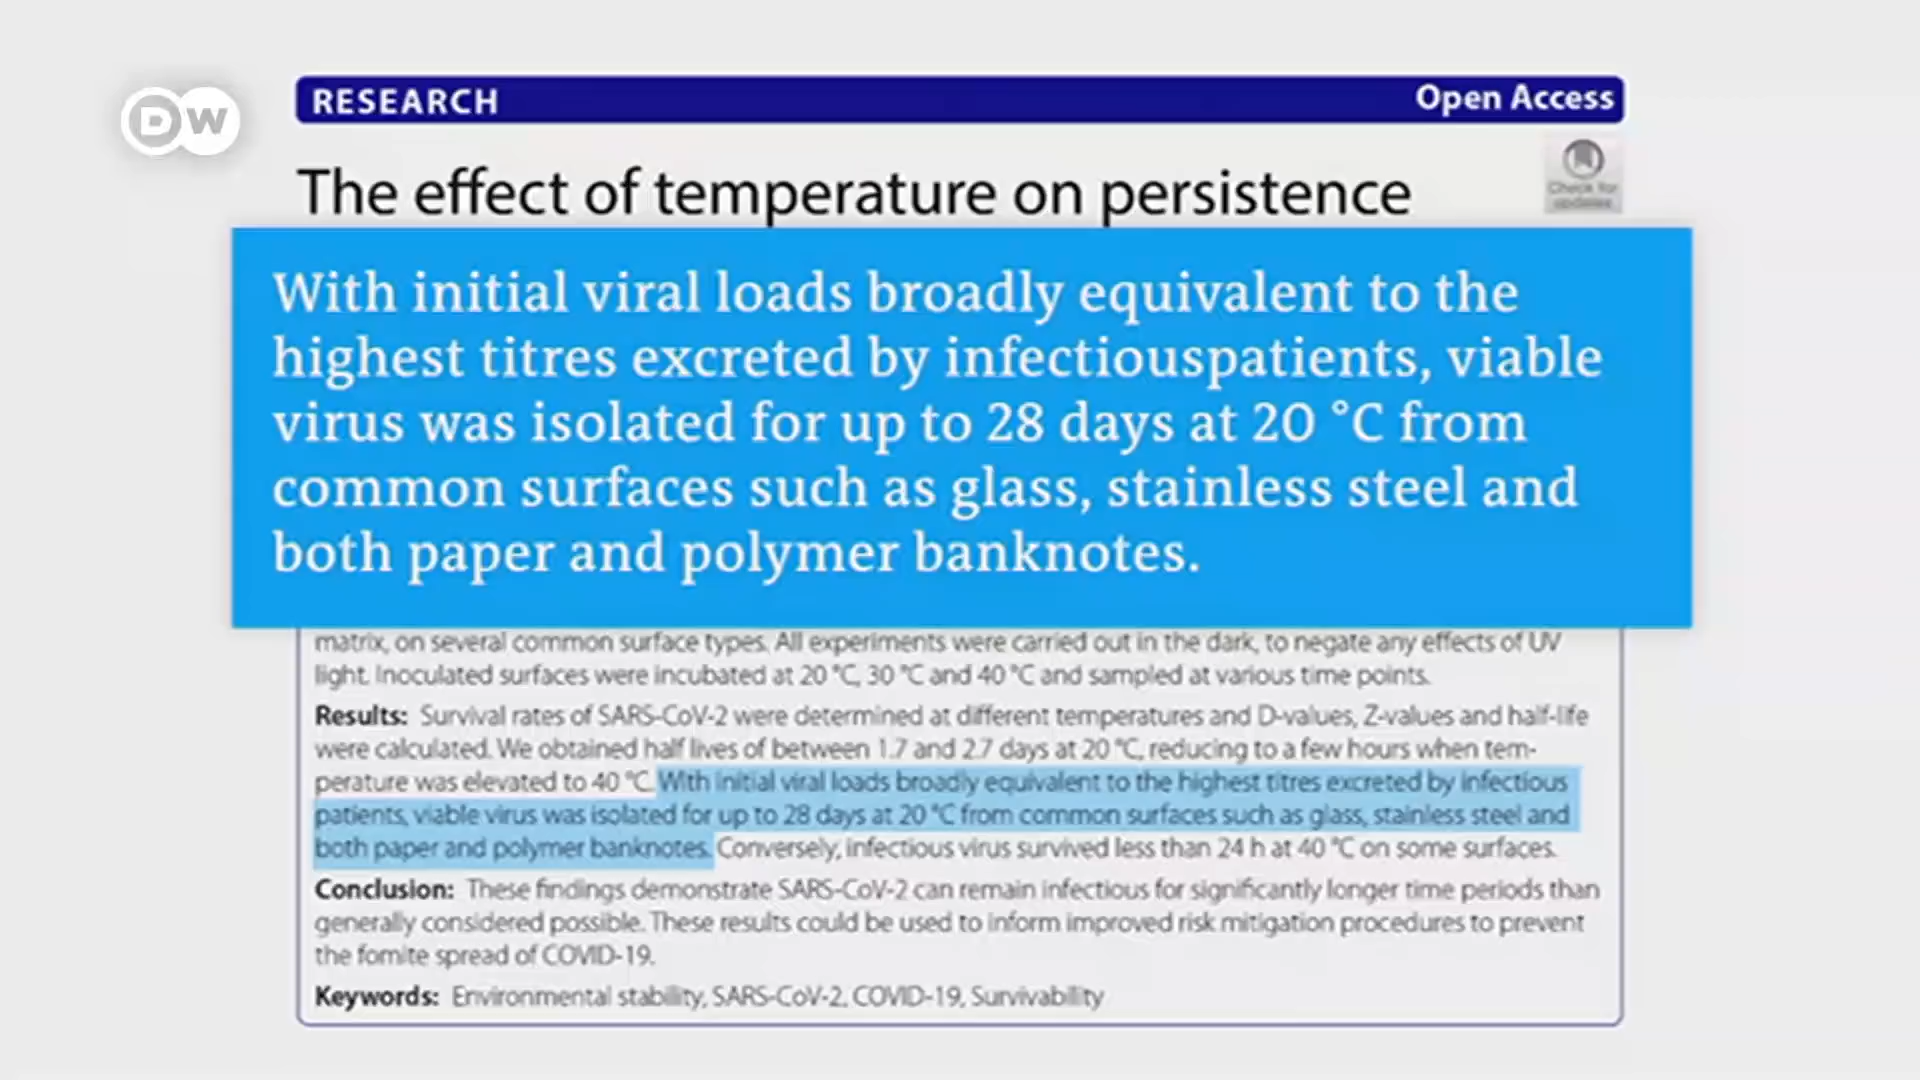 DW
RESEARCH
Open Access
The effect of temperature on persistence
Check for
updates
With initial viral loads broadly equivalent to the
highest titres excreted by infectiouspatients, viable
virus was isolated for up to 28 days at 20 °C from
common surfaces such as glass, stainless steel and
both paper and polymer banknotes.
matrix, on several common surface types. All experiments were carried out in the dark, to negate any effects of UV
light. Inoculated surfaces were incubated at 20 °C, 30 °C and 40 °C and sampled at various time points.
Results: Survival rates of SARS-CoV-2 were determined at different temperatures and D-values, Z-values and half-life
were calculated. We obtained half lives of between 1.7 and 2.7 days at 20 °C, reducing to a few hours when tem-
perature was elevated to 40 °C. With initial viral loads broadly equivalent to the highest titres excreted by infectious
patients, viable virus was isolated for up to 28 days at 20 °C from common surfaces such as glass, stainless steel and
both paper and polymer banknotes. Conversely, infectious virus survived less than 24 h at 40 °C on some surfaces.
Conclusion: These findings demonstrate SARS-CoV-2 can remain infectious for significantly longer time periods than
generally considered possible. These results could be used to inform improved risk mitigation procedures to prevent
the fomite spread of COVID-19.
Keywords: Environmental stability, SARS-CoV-2, COVID-19, Survivability